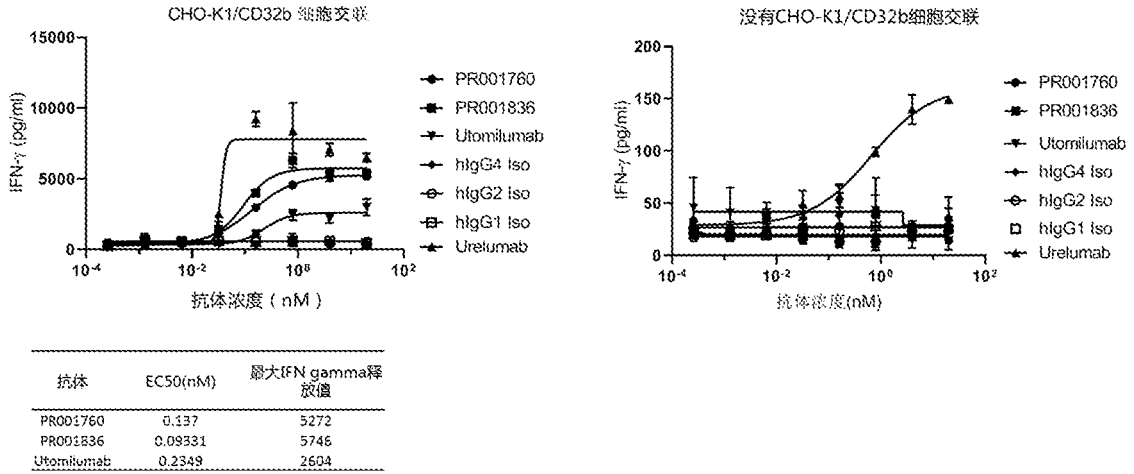 CHO-K1/CD32b 细胞交联
15000
10000
5000
0
IFN-γ (pg/ml)
10-4
10-2
100
102
抗体浓度（nM）
PR001760
PR001836
Utomilumab
hIgG4 Iso
hIgG2 Iso
hIgG1 Iso
Urelumab
没有CHO-K1/CD32b细胞交联
200
150
100
50
0
IFN-γ (pg/ml)
10-4
10-2
100
102
抗体浓度(nM)
PR001760
PR001836
Utomilumab
hIgG4 Iso
hIgG2 Iso
hIgG1 Iso
Urelumab
抗体 EC50(nM) 最大IFN gamma释
放值
PR001760 0.137 5272
PR001836 0.09331 5746
Utomilumab 0.2349 2604